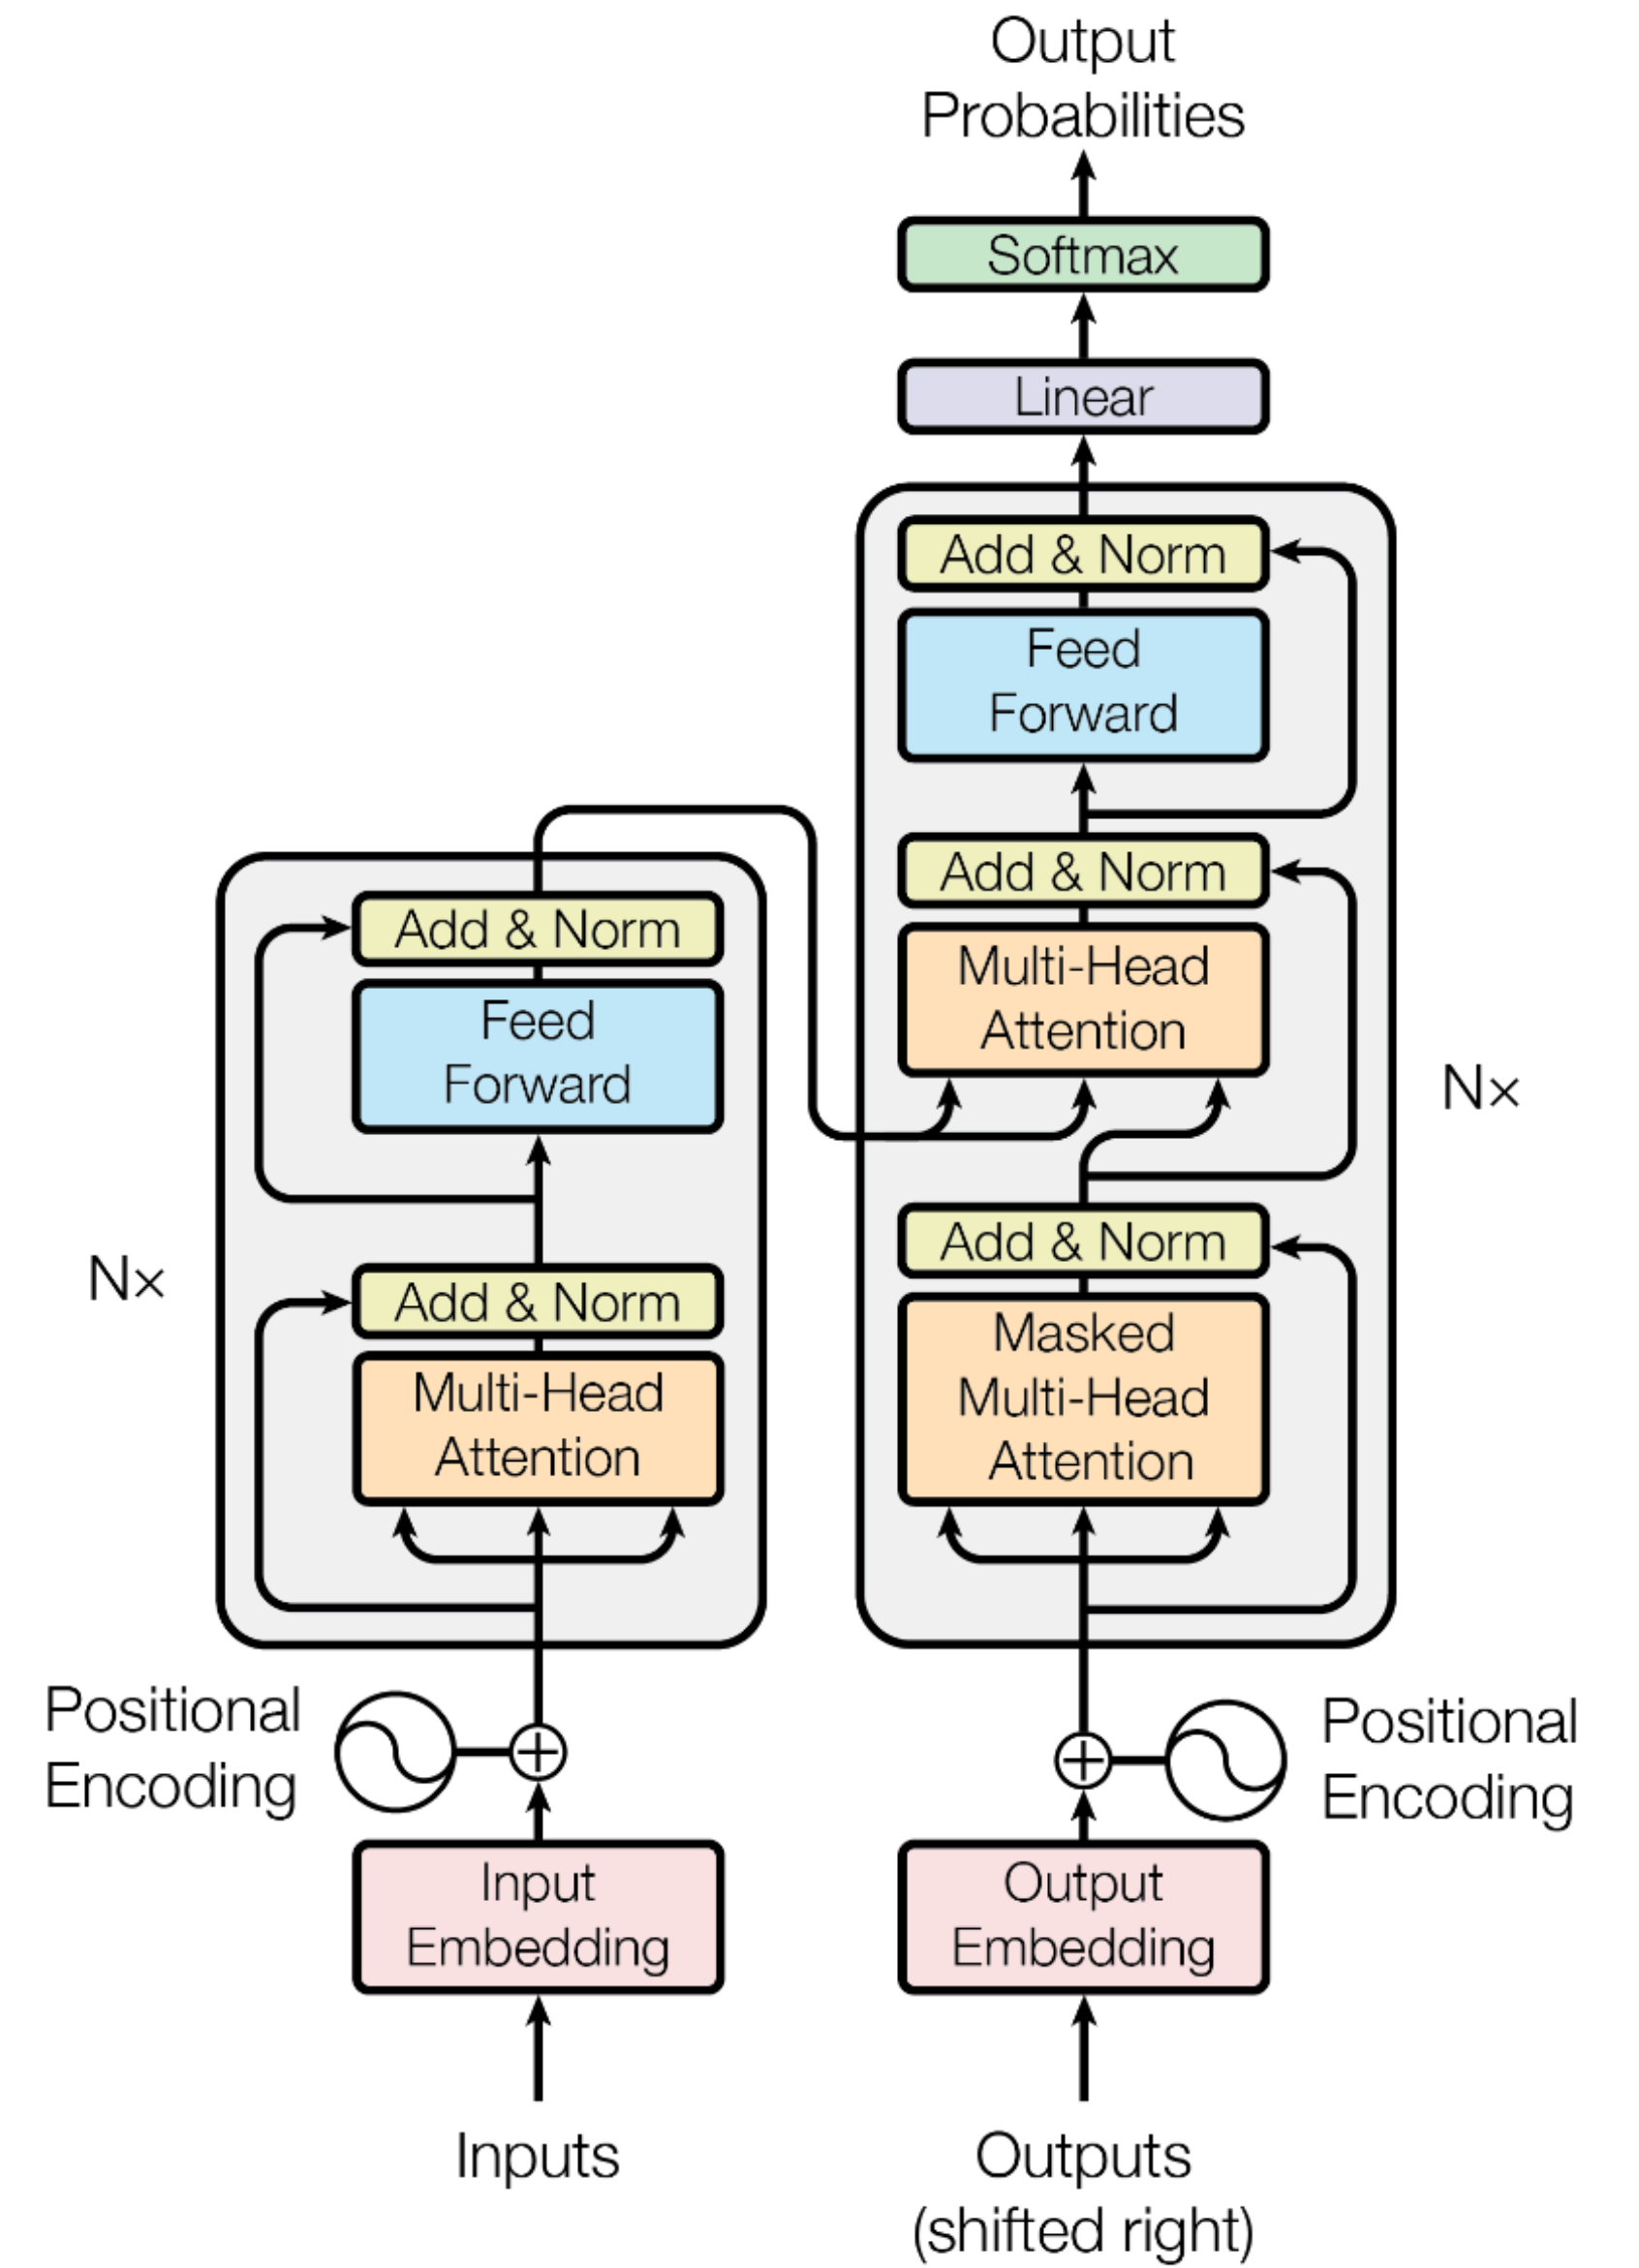 Output
Probabilities
Softmax
Linear
Add & Norm
Feed
Forward
Add & Norm
Multi-Head
Attention
Add & Norm
Masked
Multi-Head
Attention
Nx
Add & Norm
Feed
Forward
Add & Norm
Multi-Head
Attention
Nx
Positional
Encoding
Positional
Encoding
Input
Embedding
Output
Embedding
Inputs
Outputs
(shifted right)